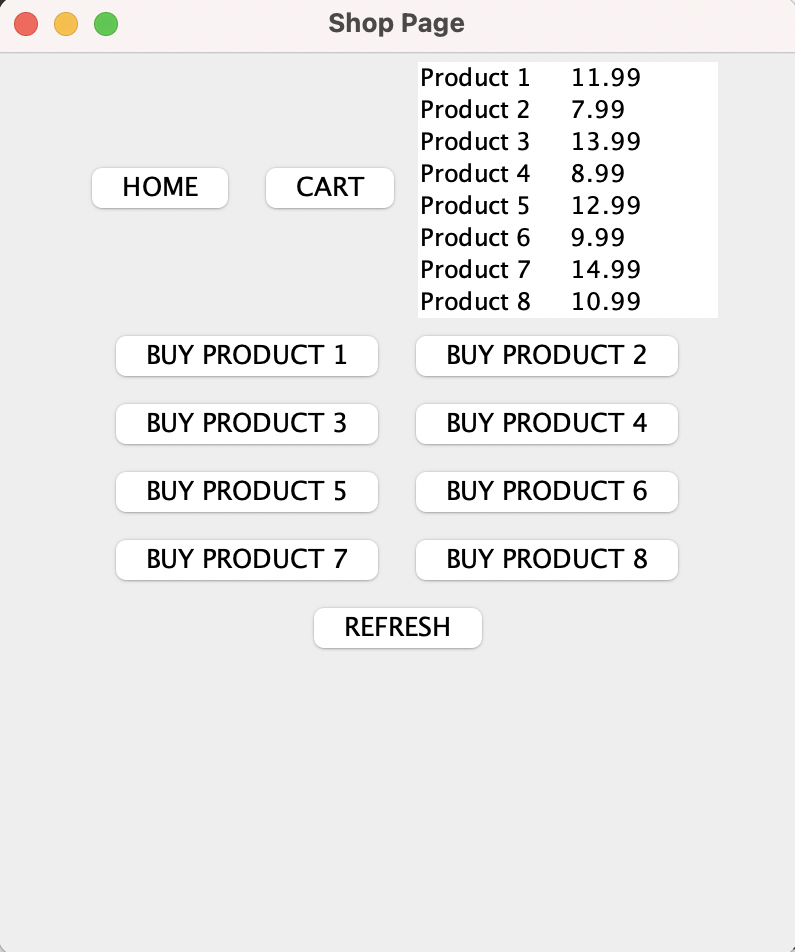 Shop Page
HOME
CART
Product 1 11.99
Product 2 7.99
Product 3 13.99
Product 4 8.99
Product 5 12.99
Product 6 9.99
Product 7 14.99
Product 8 10.99
BUY PRODUCT 1
BUY PRODUCT 2
BUY PRODUCT 3
BUY PRODUCT 4
BUY PRODUCT 5
BUY PRODUCT 6
BUY PRODUCT 7
BUY PRODUCT 8
REFRESH